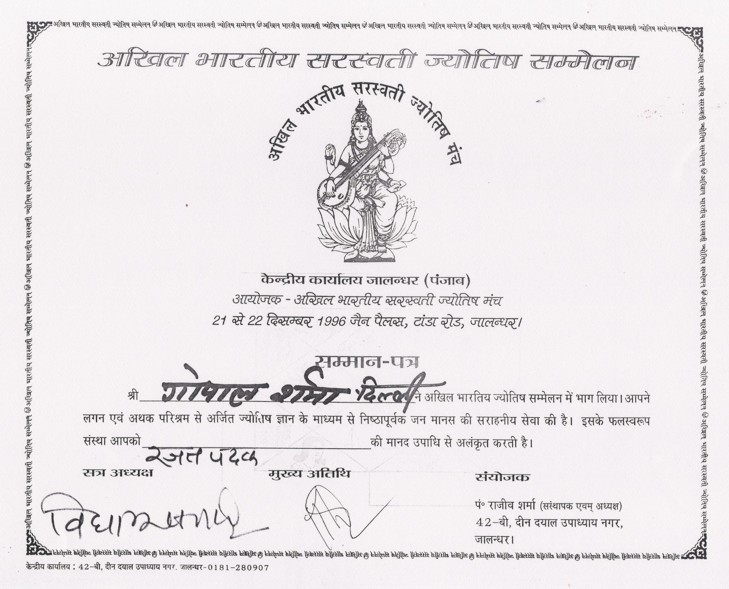 अखिल भारतीय सरस्वती ज्योतिष सम्मेलन
अखिल भारतीय सरस्वती ज्योतिष मंच
केन्द्रीय कार्यालय जालन्धर (पंजाब)
आयोजक - अखिल भारतीय सरस्वती ज्योतिष मंच
21 से 22 दिसम्बर 1996 जैन पैलस, टांडा रोड़, जालन्धर।
सम्मान-पत्र
श्री गोपाल शर्मा दिल्ली ने अखिल भारतिय ज्योतिष सम्मेलन में भाग लिया। आपने
लगन एवं अथक परिश्रम से अर्जित ज्योतिष ज्ञान के माध्यम से निष्ठापूर्वक जन मानस की सराहनीय सेवा की है। इसके फलस्वरूप
संस्था आपको रजत पदक की मानद उपाधि से अलंकृत करती है।
सत्र अध्यक्ष मुख्य अतिथि संयोजक
पं॰ राजीव शर्मा (संस्थापक एवम् अध्यक्ष)
42-बी, दीन दयाल उपाध्याय नगर,
जालन्धर।
केन्द्रीय कार्यालय : 42-बी, दीन दयाल उपाध्याय नगर, जालन्धर-0181-280907